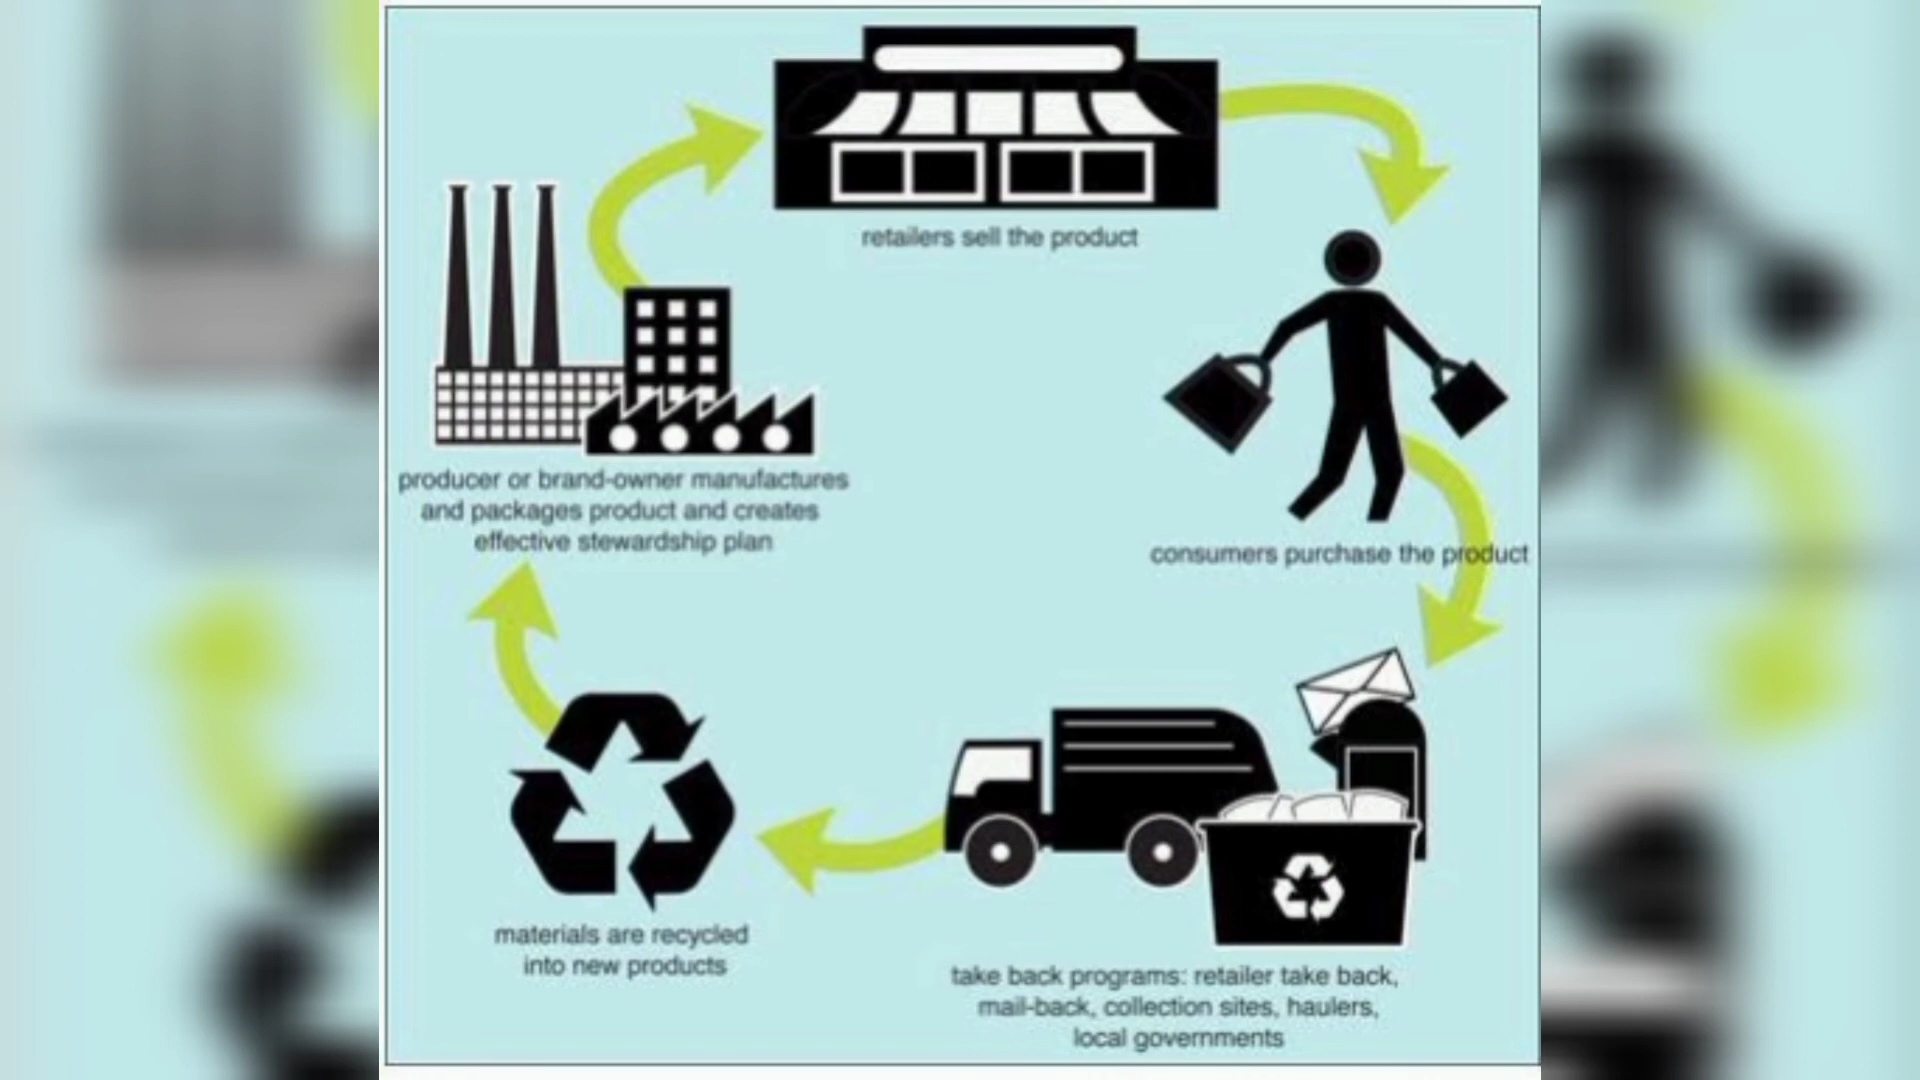 retailers sell the product
producer or brand-owner manufactures
and packages product and creates
effective stewardship plan
consumers purchase the product
materials are recycled
into new products
take back programs: retailer take back,
mail-back, collection sites, haulers,
local governments